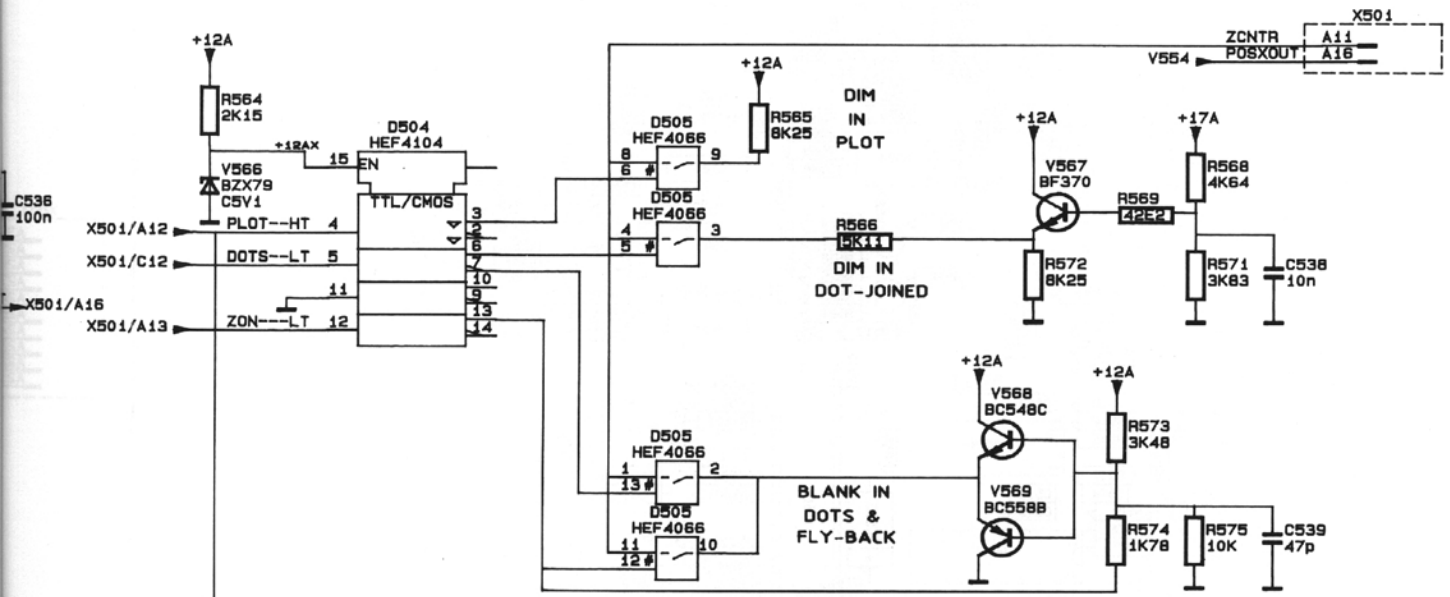 X501
ZCNTR A11
V554 POSXOUT A16
+12A
R564
2K15
+12AX
V566
BZX79
C5V1
C536
100n
D504
HEF4104
15 EN
TTL/CMOS
X501/A12 PLOT--HT 4
X501/C12 DOTS--LT 5
11
X501/A16
X501/A13 ZON---LT 12
3
2
6
7
10
9
13
14
+12A
R565
8K25
DIM
IN
PLOT
D505
HEF4066
8
6 #
9
D505
HEF4066
4
5 #
3
R566
5K11
DIM IN
DOT-JOINED
+12A
V567
BF370
R569
42E2
+17A
R568
4K64
R572
8K25
R571
3K83
C538
10n
D505
HEF4066
1
13 #
2
D505
HEF4066
11
12 #
10
BLANK IN
DOTS &
FLY-BACK
+12A
V568
BC548C
V569
BC558B
+12A
R573
3K48
R574
1K78
R575
10K
C539
47p